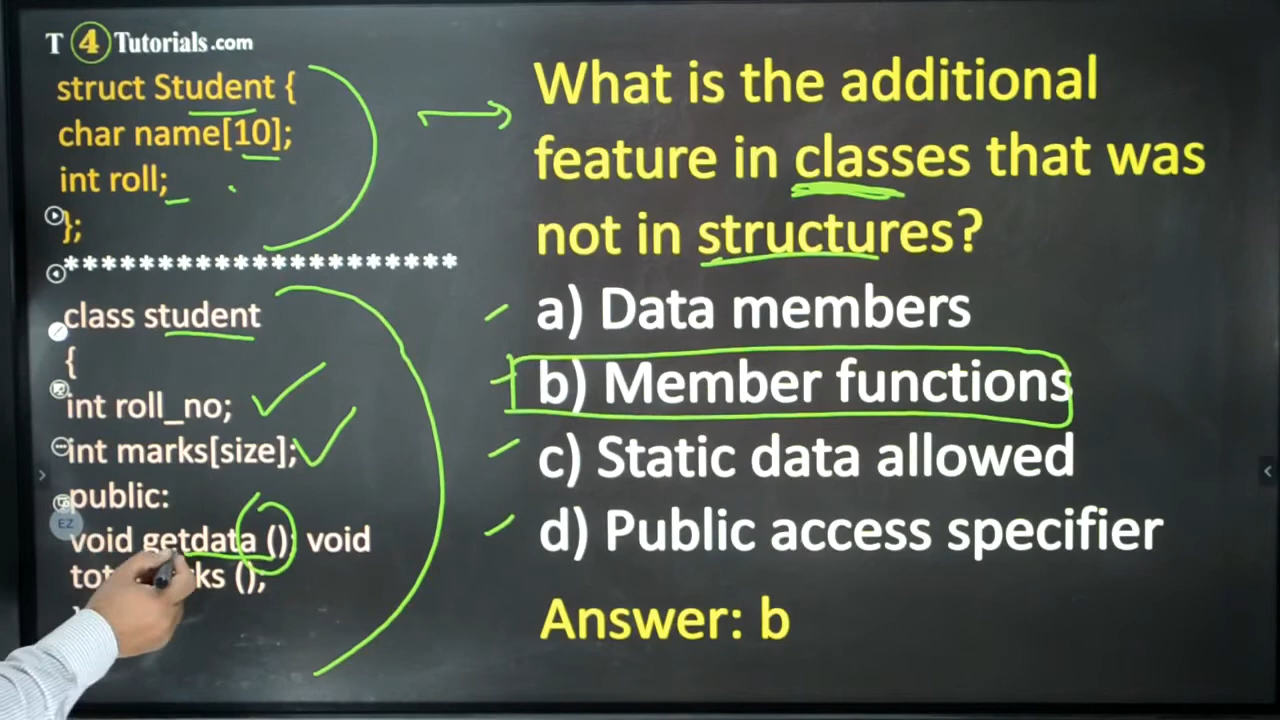 T 4 Tutorials.com
struct Student {
char name[10];
int roll;
};
*********************
class student
{
int roll_no;
int marks[size];
public:
void getdata (); void
EZ
What is the additional
feature in classes that was
not in structures?
a) Data members
b) Member functions
c) Static data allowed
d) Public access specifier
Answer: b